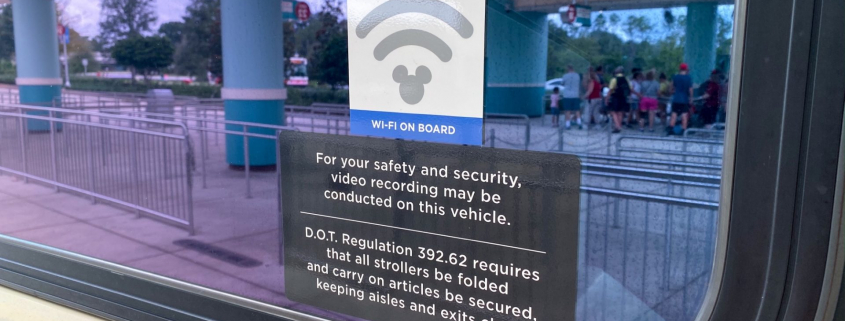 WI-FI ON BOARD
For your safety and security,
video recording may be
conducted on this vehicle.
D.O.T. Regulation 392.62 requires
that all strollers be folded
and carry on articles be secured,
keeping aisles and exits